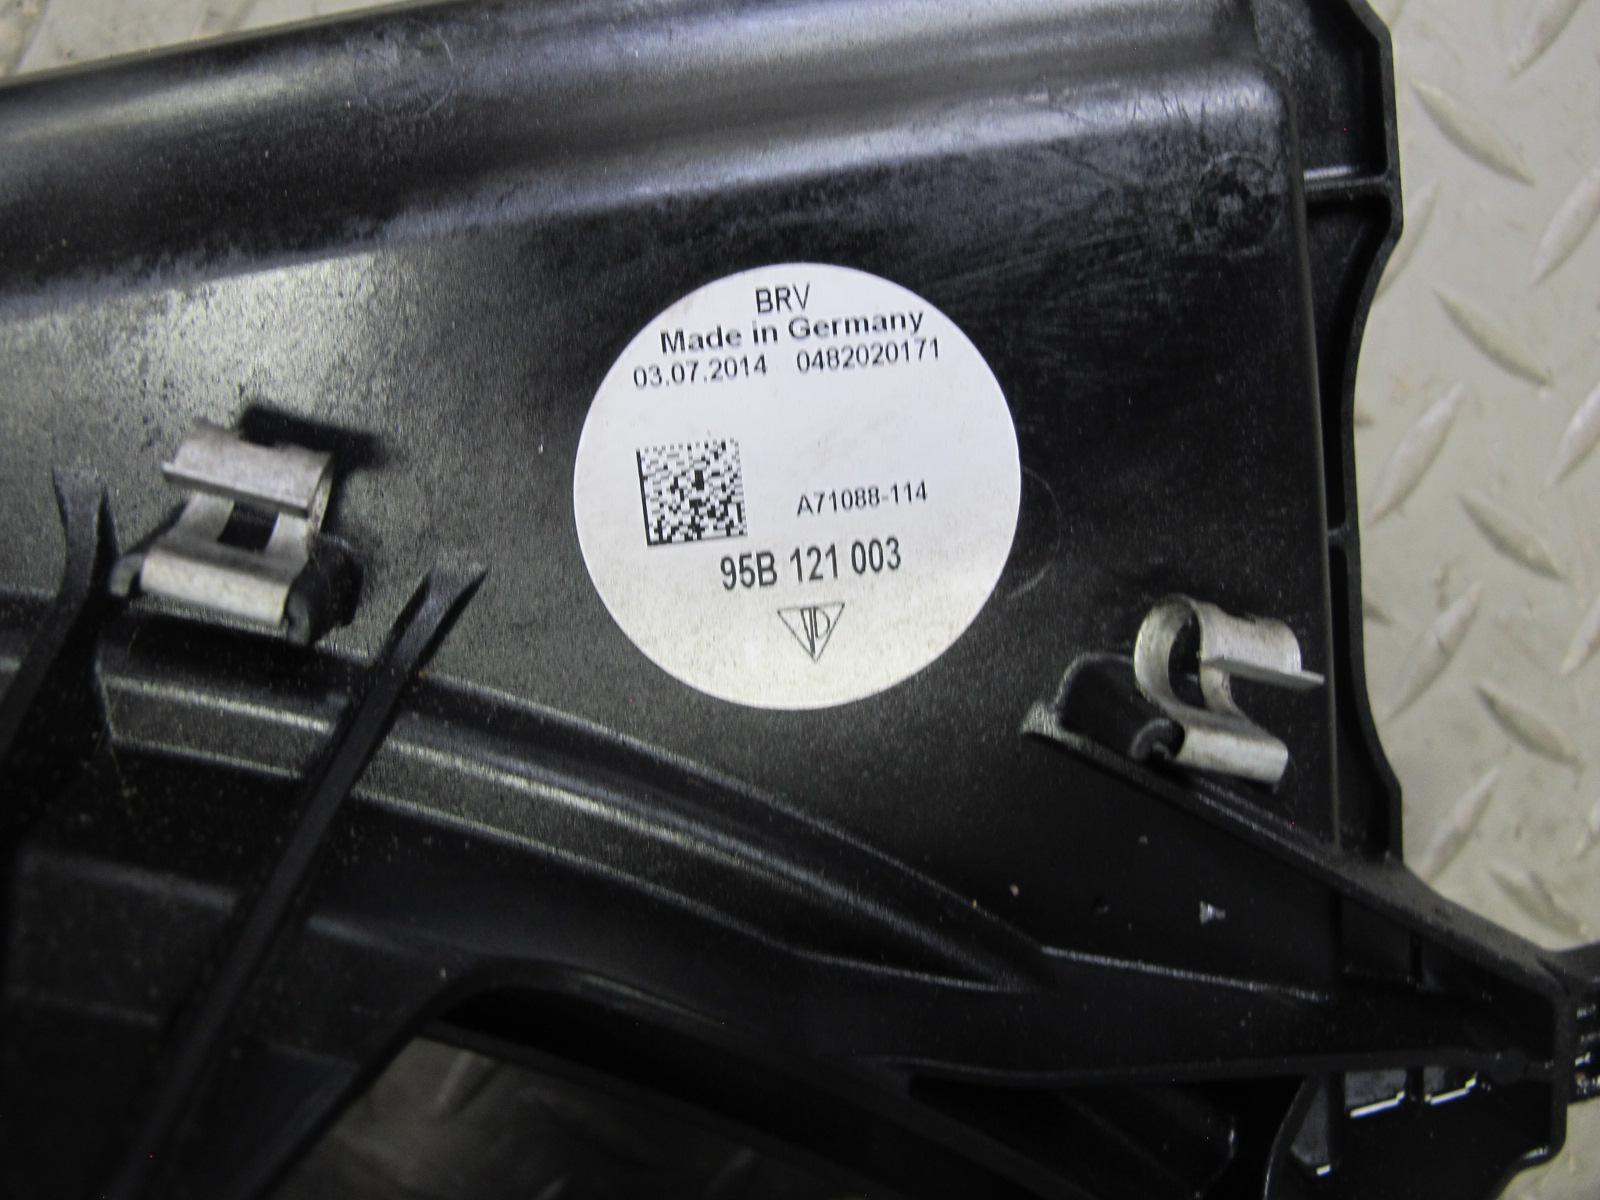 BRV
Made in Germany
03.07.2014 0482020171
A71088-114
95B 121 003